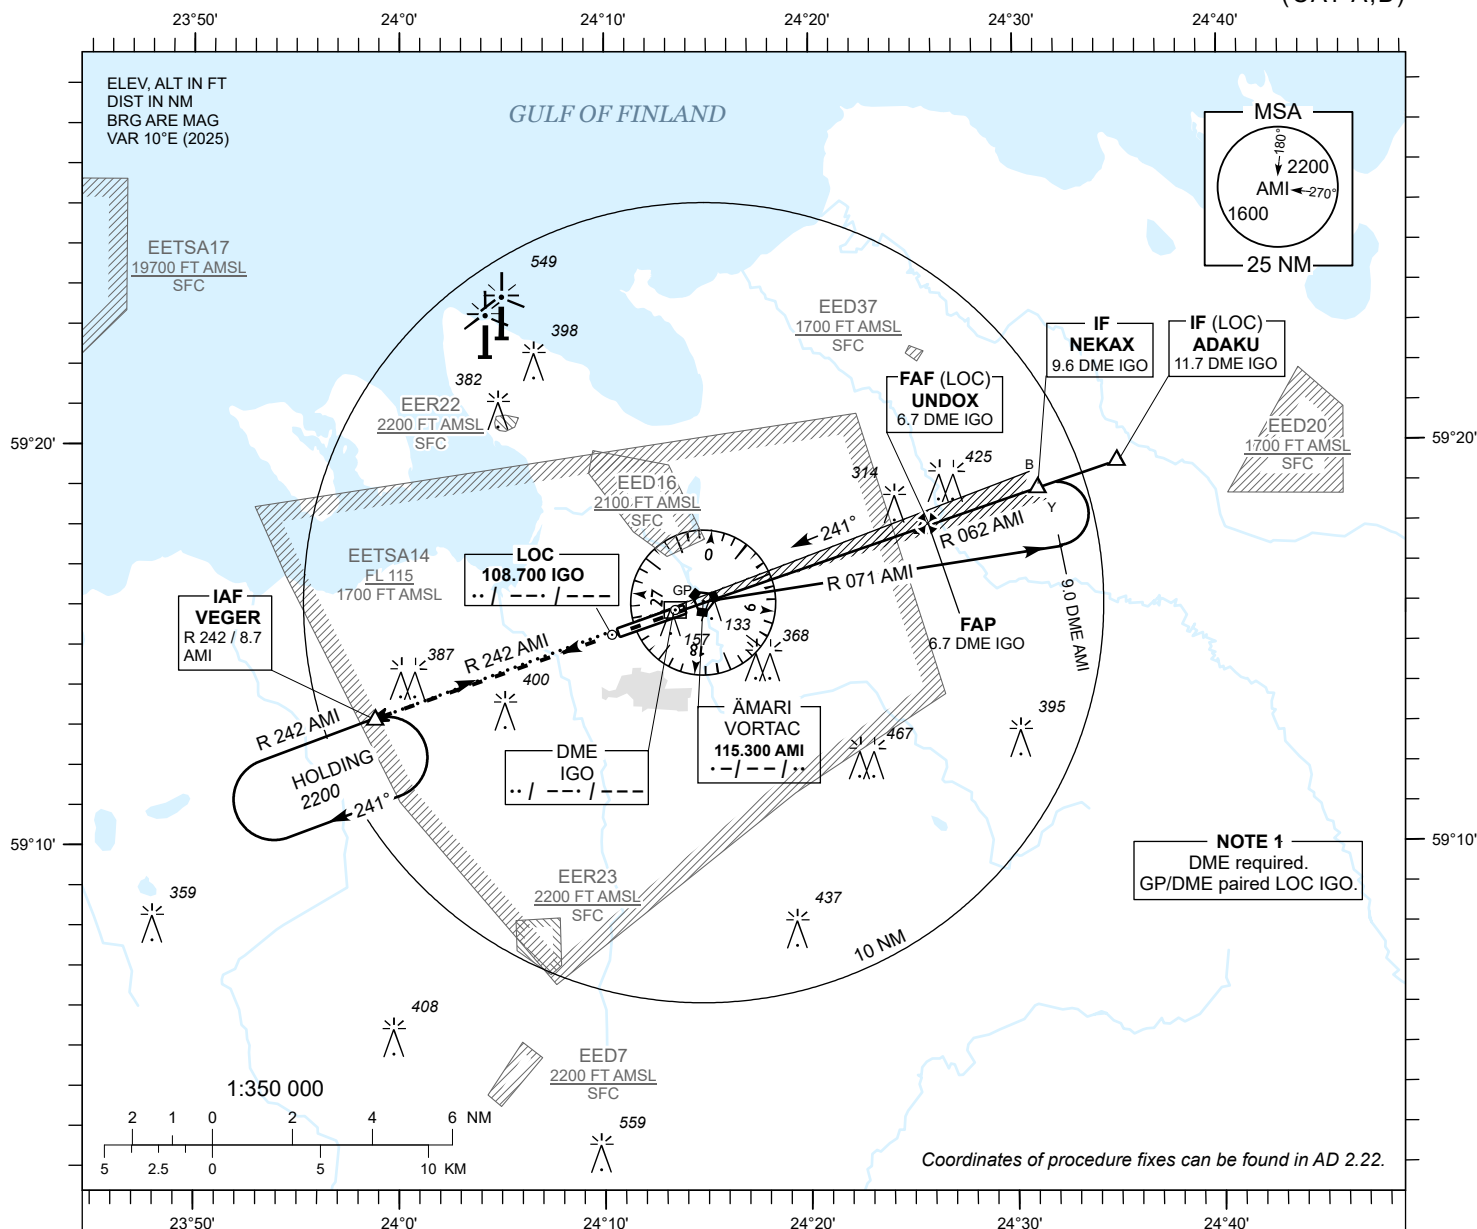 (CAT A,B)
23°50'
24°0'
24°10'
24°20'
24°30'
24°40'
ELEV, ALT IN FT
DIST IN NM
BRG ARE MAG
VAR 10°E (2025)
GULF OF FINLAND
MSA
180°
2200
AMI
270°
1600
25 NM
EETSA17
19700 FT AMSL
SFC
549
398
382
EER22
2200 FT AMSL
SFC
EED37
1700 FT AMSL
SFC
IF
NEKAX
9.6 DME IGO
IF (LOC)
ADAKU
11.7 DME IGO
FAF (LOC)
UNDOX
6.7 DME IGO
59°20'
59°20'
EED20
1700 FT AMSL
SFC
314
425
B
Y
EED16
2100 FT AMSL
SFC
241°
R 062 AMI
R 071 AMI
9.0 DME AMI
EETSA14
FL 115
1700 FT AMSL
LOC
108.700 IGO
·· / −−· / −−−
GP
0
9
18
27
133
157
368
FAP
6.7 DME IGO
IAF
VEGER
R 242 / 8.7
AMI
387
R 242 AMI
400
R 242 AMI
HOLDING
2200
241°
ÄMARI
VORTAC
115.300 AMI
·−/−−/··
DME
IGO
·· / −−· / −−−
467
395
59°10'
59°10'
NOTE 1
DME required.
GP/DME paired LOC IGO.
359
EER23
2200 FT AMSL
SFC
437
10 NM
408
EED7
2200 FT AMSL
SFC
559
1:350 000
2 1 0 2 4 6 NM
5 2.5 0 5 10 KM
Coordinates of procedure fixes can be found in AD 2.22.
23°50'
24°0'
24°10'
24°20'
24°30'
24°40'